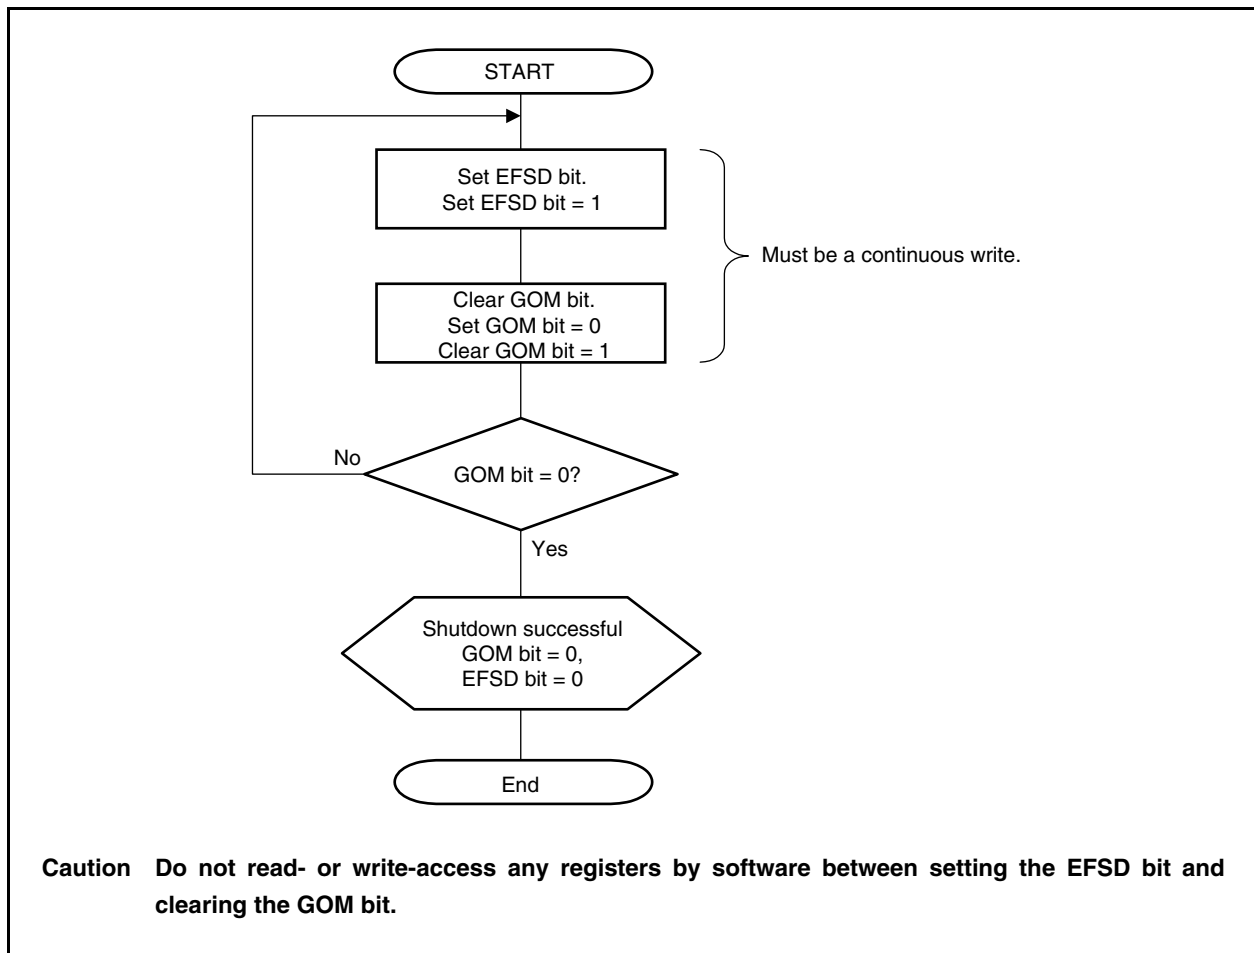 START
Set EFSD bit.
Set EFSD bit = 1
Must be a continuous write.
Clear GOM bit.
Set GOM bit = 0
Clear GOM bit = 1
No
GOM bit = 0?
Yes
Shutdown successful
GOM bit = 0,
EFSD bit = 0
End
Caution Do not read- or write-access any registers by software between setting the EFSD bit and
clearing the GOM bit.